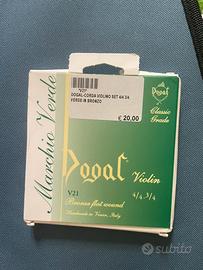 "V21"
DOGAL-CORDA VIOLINO SET 4/4 3/4
VERDE IN BRONZO
€ 20,00
Dogal
Classic
Grade
Marchio Verde
Dogal
Violin
V21
4/4 . 3/4
Bronze flat wound
Handmade in Venice, Italy
subito